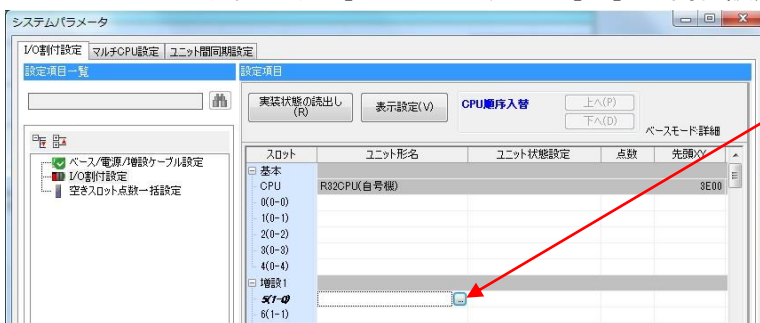 システムパラメータ
I/O割付設定 マルチCPU設定 ユニット間同期設定
設定項目一覧
設定項目
実装状態の読出し(R)
表示設定(V)
CPU順序入替
上へ(P)
下へ(D)
ベースモード:詳細
ベース/電源/増設ケーブル設定
I/O割付設定
空きスロット点数一括設定
スロット ユニット形名 ユニット状態設定 点数 先頭XY
基本
CPU R32CPU(自号機) 3E00
0(0-0)
1(0-1)
2(0-2)
3(0-3)
4(0-4)
増設1
5(1-0)
6(1-1)